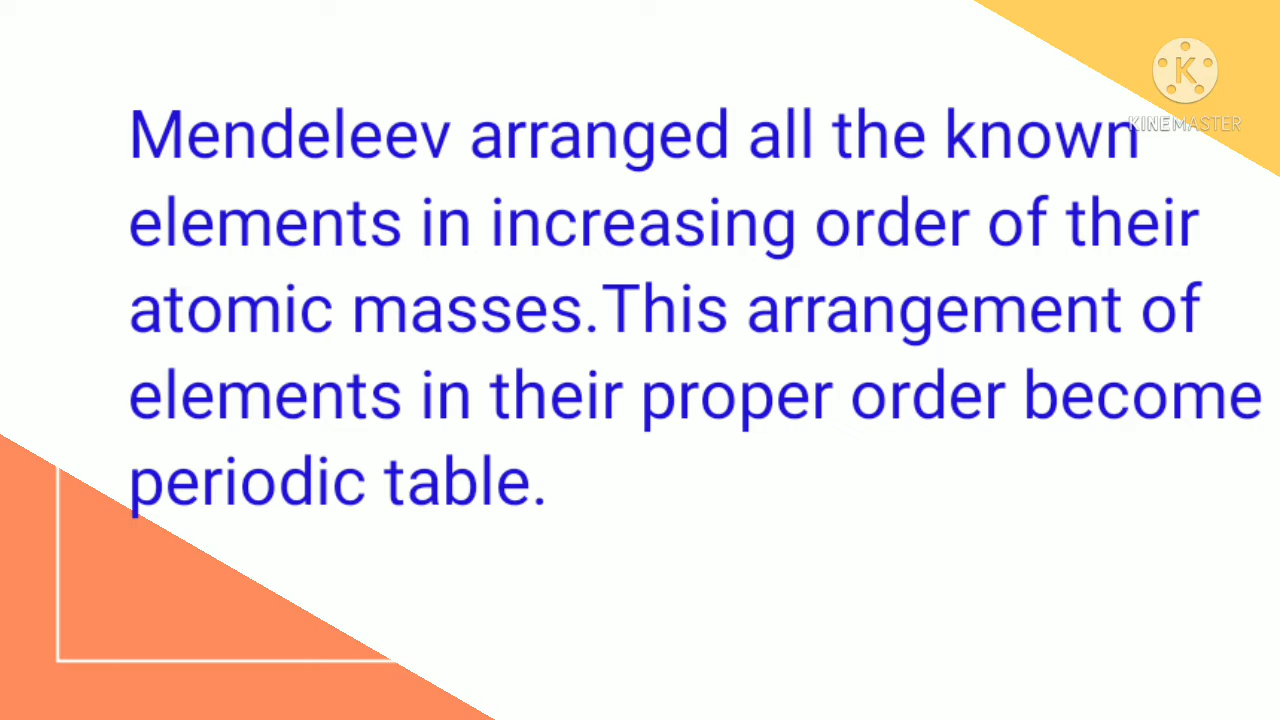 Mendeleev arranged all the known
elements in increasing order of their
atomic masses.This arrangement of
elements in their proper order become
periodic table.
K
KINEMASTER